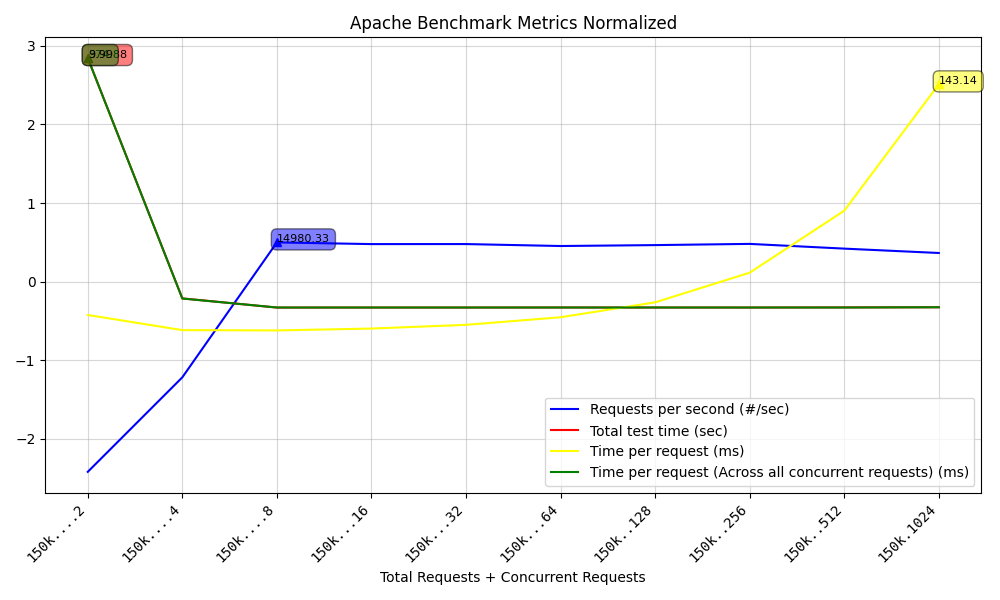 Apache Benchmark Metrics Normalized
3
2
1
0
−1
−2
143.14
14980.33
Requests per second (#/sec)
Total test time (sec)
Time per request (ms)
Time per request (Across all concurrent requests) (ms)
150k....2
150k....4
150k....8
150k...16
150k...32
150k...64
150k..128
150k..256
150k..512
150k.1024
Total Requests + Concurrent Requests